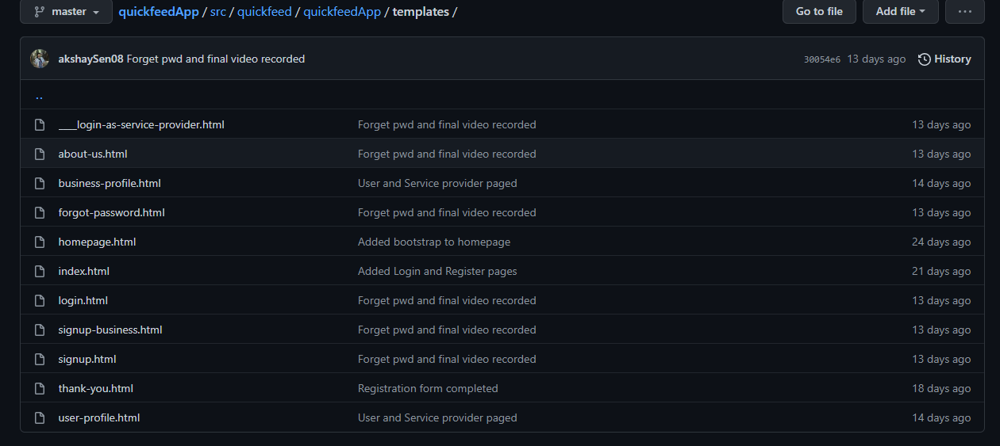 master quickfeedApp / src / quickfeed / quickfeedApp / templates / Go to file Add file ...
akshaySen08 Forget pwd and final video recorded 30054e6 13 days ago History
..
____login-as-service-provider.html Forget pwd and final video recorded 13 days ago
about-us.html Forget pwd and final video recorded 13 days ago
business-profile.html User and Service provider paged 14 days ago
forgot-password.html Forget pwd and final video recorded 13 days ago
homepage.html Added bootstrap to homepage 24 days ago
index.html Added Login and Register pages 21 days ago
login.html Forget pwd and final video recorded 13 days ago
signup-business.html Forget pwd and final video recorded 13 days ago
signup.html Forget pwd and final video recorded 13 days ago
thank-you.html Registration form completed 18 days ago
user-profile.html User and Service provider paged 14 days ago